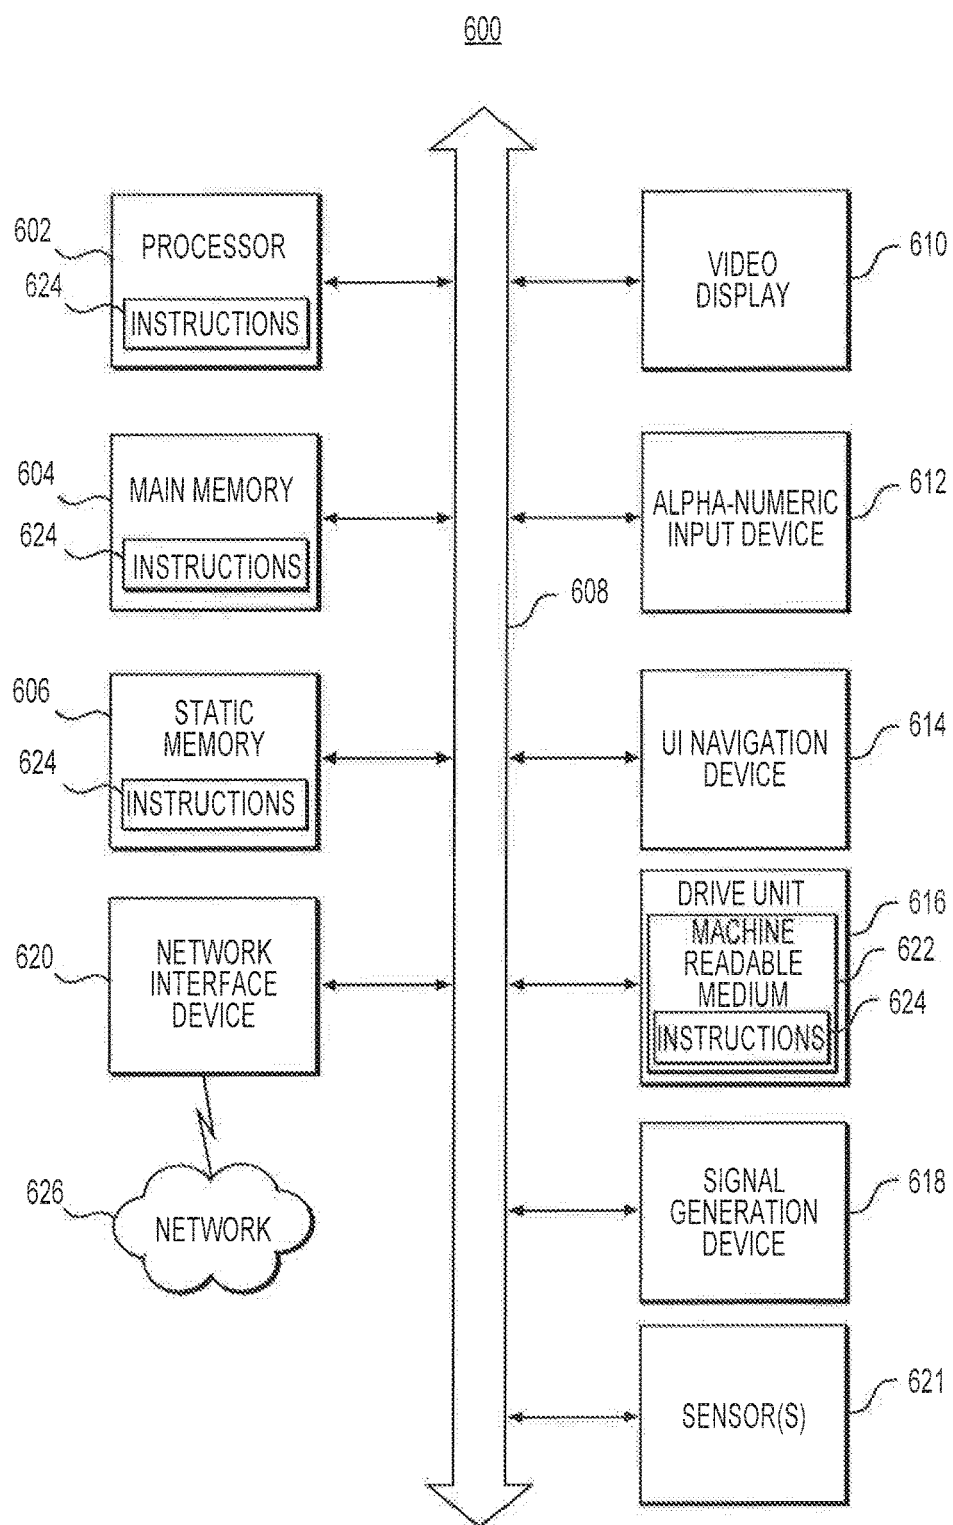 600
602
PROCESSOR
624
INSTRUCTIONS
604
MAIN MEMORY
624
INSTRUCTIONS
606
STATIC
MEMORY
624
INSTRUCTIONS
620
NETWORK
INTERFACE
DEVICE
626
NETWORK
608
VIDEO
DISPLAY
610
ALPHA-NUMERIC
INPUT DEVICE
612
UI NAVIGATION
DEVICE
614
DRIVE UNIT
616
MACHINE
READABLE
MEDIUM
622
INSTRUCTIONS
624
SIGNAL
GENERATION
DEVICE
618
SENSOR(S)
621